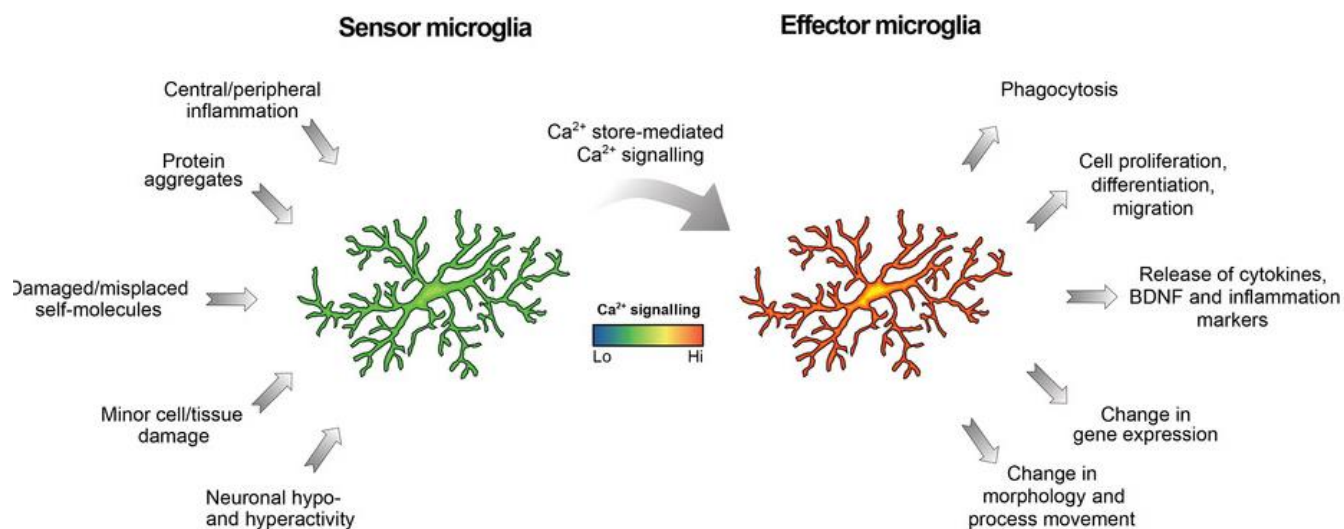 Sensor microglia
Effector microglia
Central/peripheral
inflammation
Protein
aggregates
Damaged/misplaced
self-molecules
Minor cell/tissue
damage
Neuronal hypo-
and hyperactivity
Ca²⁺ store-mediated
Ca²⁺ signalling
Ca²⁺ signalling
Lo Hi
Phagocytosis
Cell proliferation,
differentiation,
migration
Release of cytokines,
BDNF and inflammation
markers
Change in
gene expression
Change in
morphology and
process movement